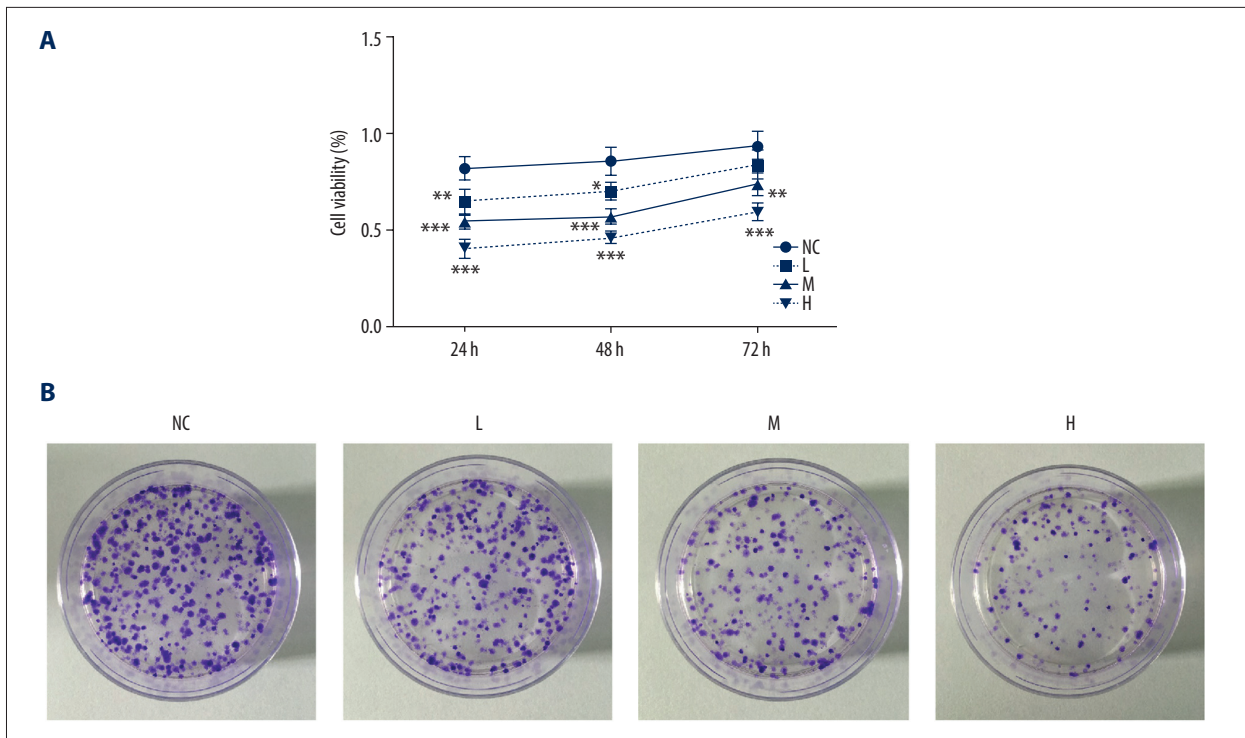 A
Cell viability (%)
1.5
1.0
0.5
0.0
**
***
***
*
***
***
**
***
NC
L
M
H
24 h
48 h
72 h
B
NC
L
M
H